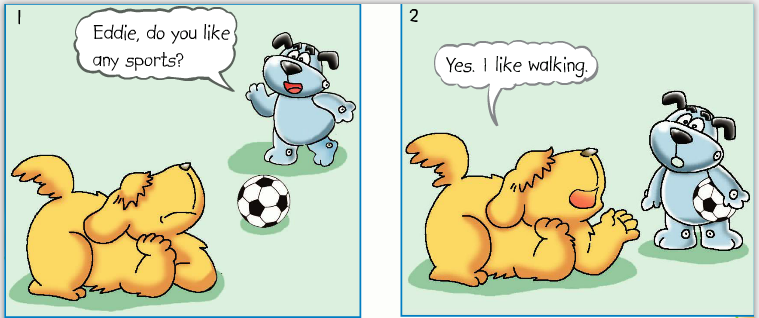 1
Eddie, do you like
any sports?
2
Yes. I like walking.